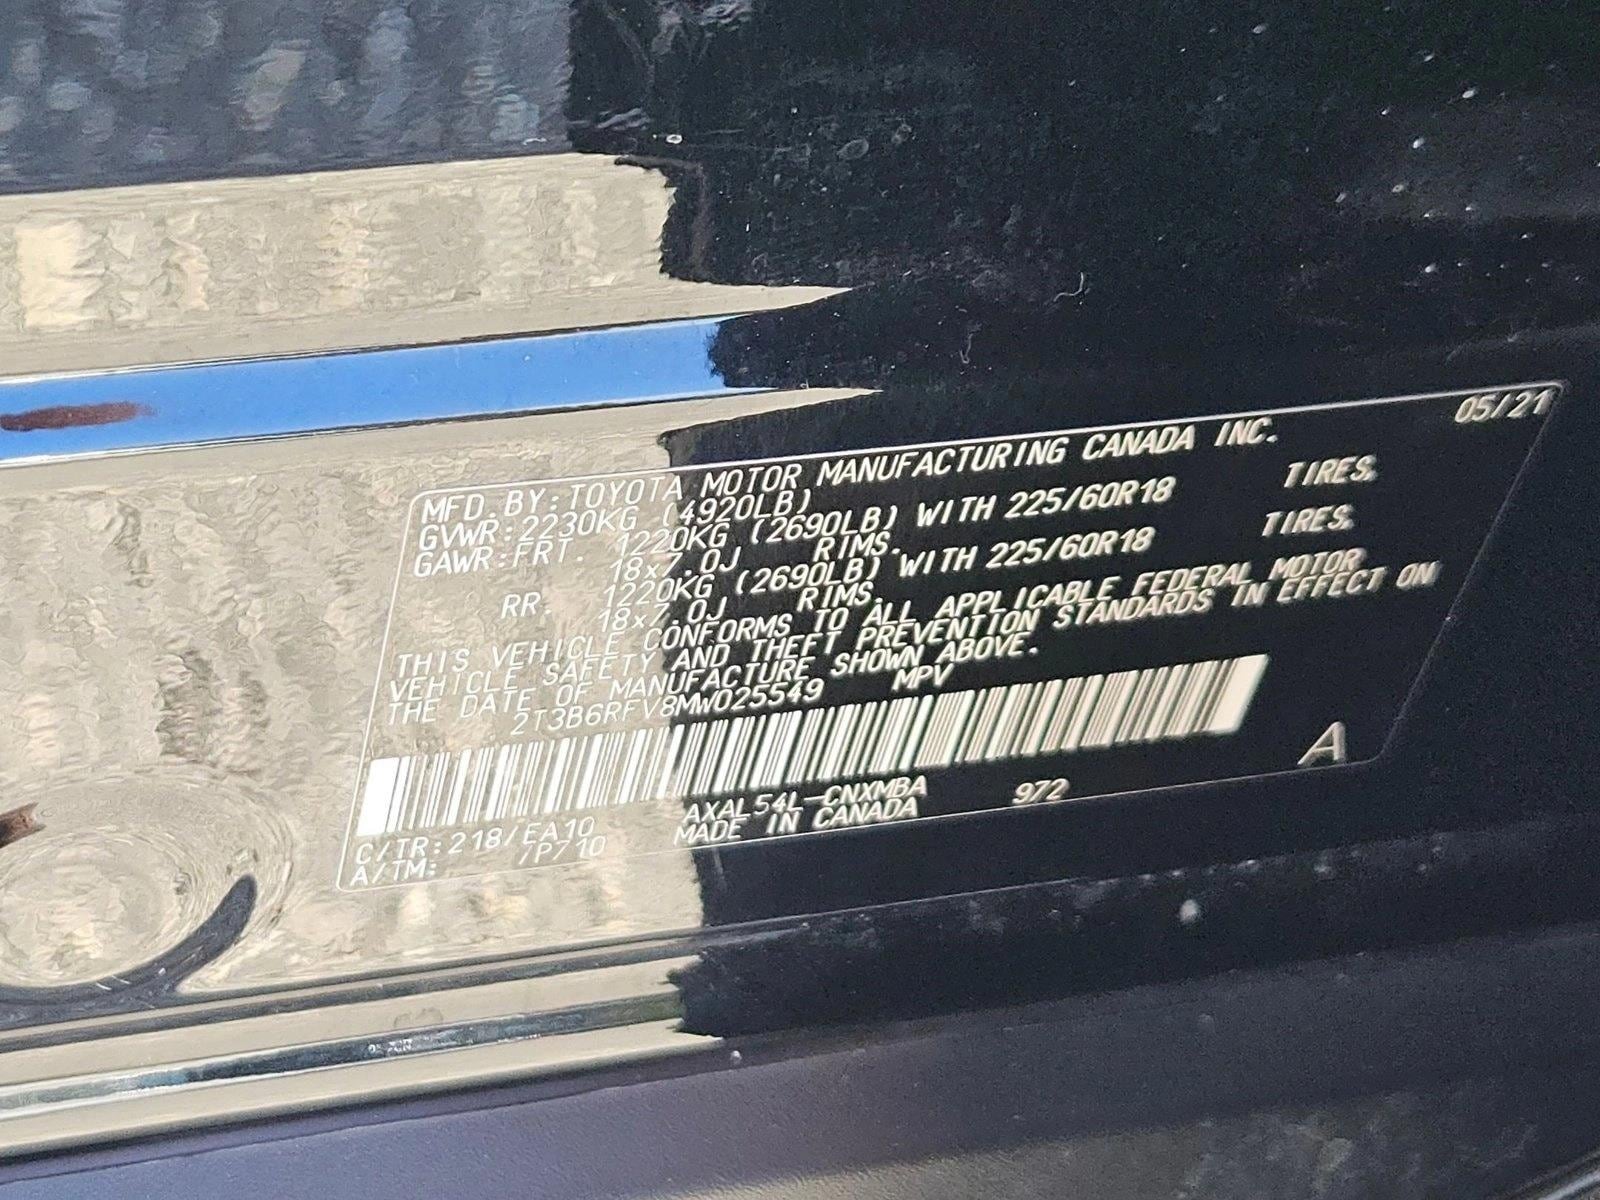 05/21
MFD. BY: TOYOTA MOTOR MANUFACTURING CANADA INC.
GVWR: 2230KG (4920LB)
GAWR: FRT. 1220KG (2690LB) WITH 225/60R18 TIRES.
18x7.0J RIMS.
RR. 1220KG (2690LB) WITH 225/60R18 TIRES.
18x7.0J RIMS.
THIS VEHICLE CONFORMS TO ALL APPLICABLE FEDERAL MOTOR
VEHICLE SAFETY AND THEFT PREVENTION STANDARDS IN EFFECT ON
THE DATE OF MANUFACTURE SHOWN ABOVE.
2T3B6RFV8MW025549 MPV
A
C/TR: 218/EA10 AXAL54L-CNXMBA 972
A/TM: /P710 MADE IN CANADA